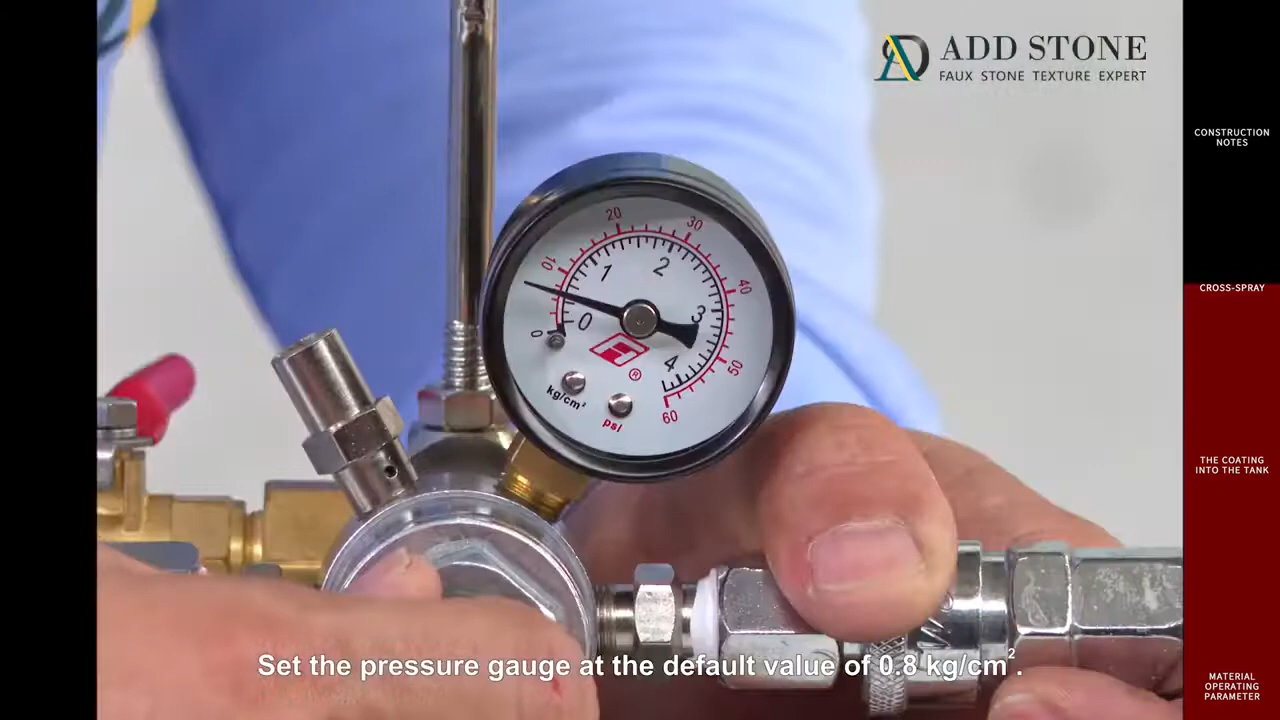 ADD STONE
FAUX STONE TEXTURE EXPERT
CONSTRUCTION
NOTES
CROSS-SPRAY
THE COATING
INTO THE TANK
MATERIAL
OPERATING
PARAMETER
0
10
20
30
40
50
60
0
1
2
3
4
kg/cm²
®
psi
Set the pressure gauge at the default value of 0.8 kg/cm².